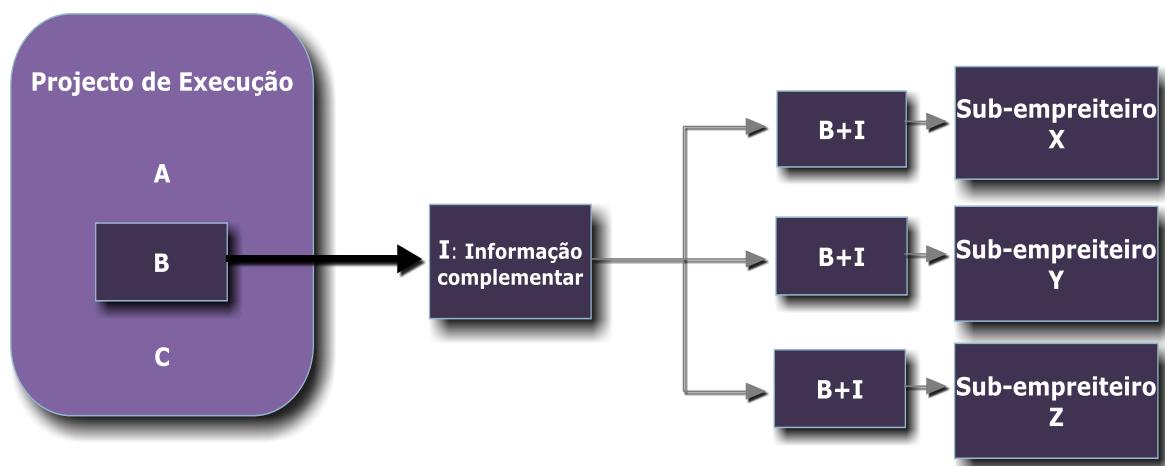 Projecto de Execução
A
B
C
I: Informação
complementar
B+I
Sub-empreiteiro
X
B+I
Sub-empreiteiro
Y
B+I
Sub-empreiteiro
Z